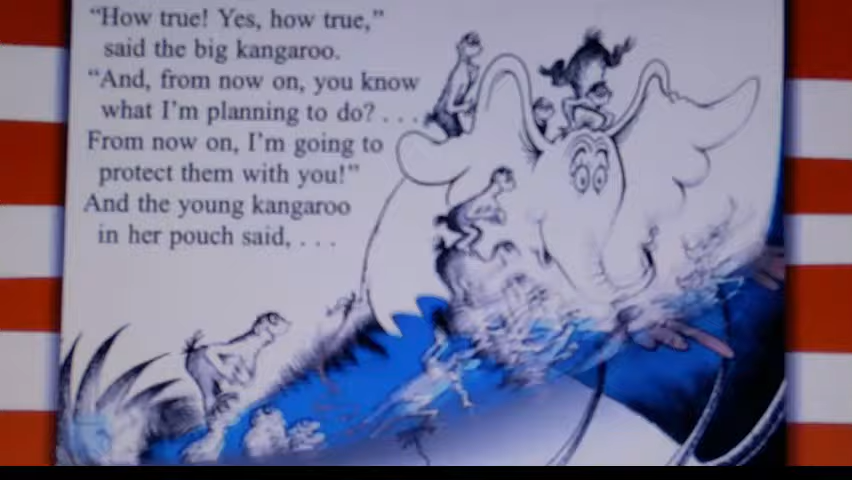 “How true! Yes, how true,”
said the big kangaroo.
“And, from now on, you know
what I’m planning to do? . . .
From now on, I’m going to
protect them with you!”
And the young kangaroo
in her pouch said, . . .